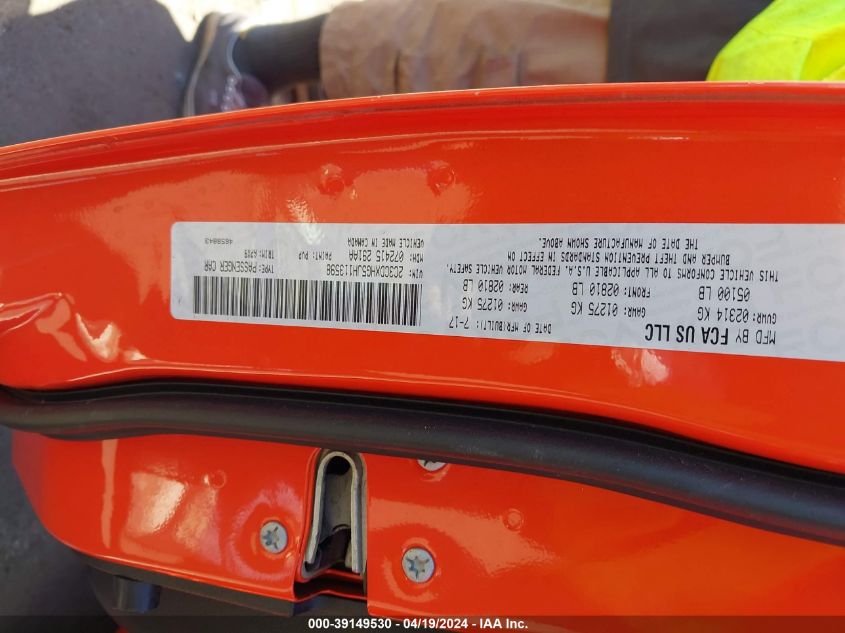 MFD BY FCA US LLC
DATE OF MFR/BUILT: 7-17
GVWR: 02314 KG
05100 LB
GAWR: 01275 KG
FRONT: 02810 LB
GAWR: 01275 KG
REAR: 02810 LB
THIS VEHICLE CONFORMS TO ALL APPLICABLE U.S.A. FEDERAL MOTOR VEHICLE SAFETY,
BUMPER AND THEFT PREVENTION STANDARDS IN EFFECT ON
THE DATE OF MANUFACTURE SHOWN ABOVE.
VIN: 2C3CDXHG5JH113598
TYPE: PASSENGER CAR
MDH: 072415 281AA
PAINT: PVP
TRIM: APX9
VEHICLE MADE IN CANADA
4658843
000-39149530 - 04/19/2024 - IAA Inc.